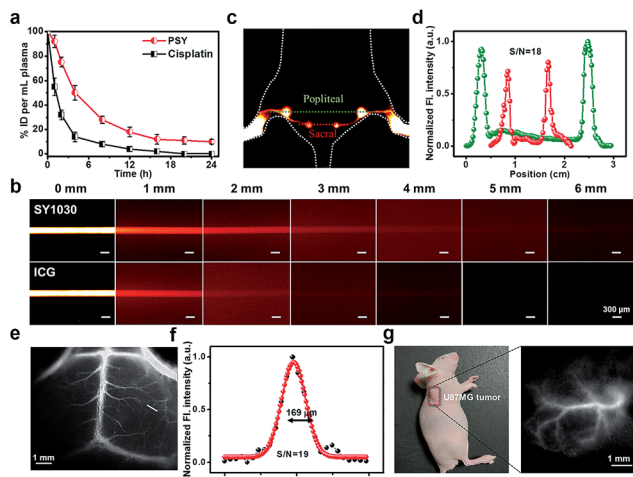 a
100
80
60
40
20
0
% ID per mL plasma
PSY
Cisplatin
0 4 8 12 16 20 24
Time (h)
c
Popliteal
Sacral
d
Normalized FI. intensity (a.u.)
1.0
0.5
0.0
S/N=18
0 1 2 3
Position (cm)
b
0 mm 1 mm 2 mm 3 mm 4 mm 5 mm 6 mm
SY1030
ICG
300 μm
e
1 mm
f
Normalized FI. intensity (a.u.)
1.0
0.5
0.0
169 μm
S/N=19
g
U87MG tumor
1 mm